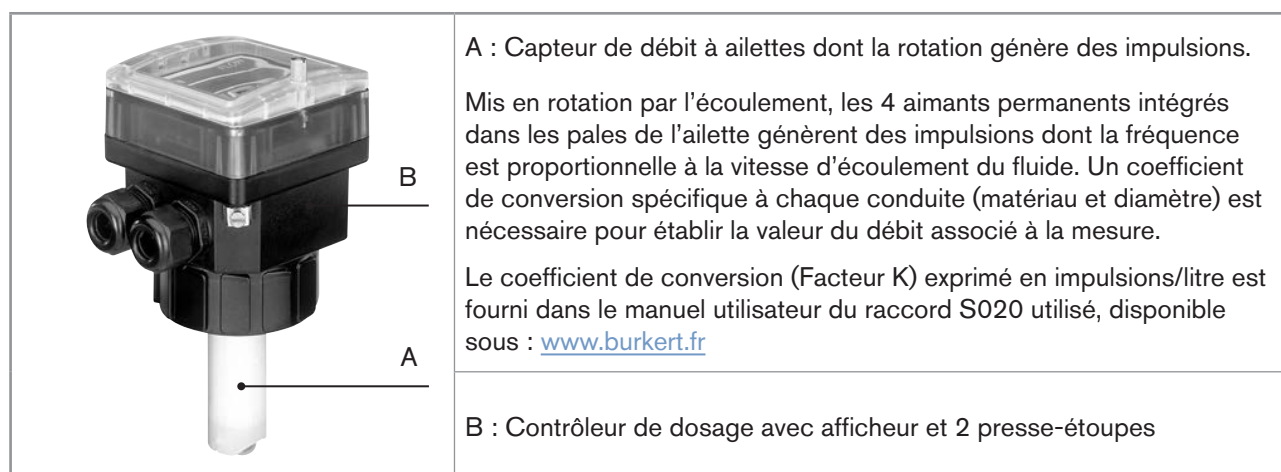 A : Capteur de débit à ailettes dont la rotation génère des impulsions.
Mis en rotation par l'écoulement, les 4 aimants permanents intégrés
dans les pales de l'ailette génèrent des impulsions dont la fréquence
est proportionnelle à la vitesse d'écoulement du fluide. Un coefficient
de conversion spécifique à chaque conduite (matériau et diamètre) est
nécessaire pour établir la valeur du débit associé à la mesure.
Le coefficient de conversion (Facteur K) exprimé en impulsions/litre est
fourni dans le manuel utilisateur du raccord S020 utilisé, disponible
sous : www.burkert.fr
B
A
B : Contrôleur de dosage avec afficheur et 2 presse-étoupes